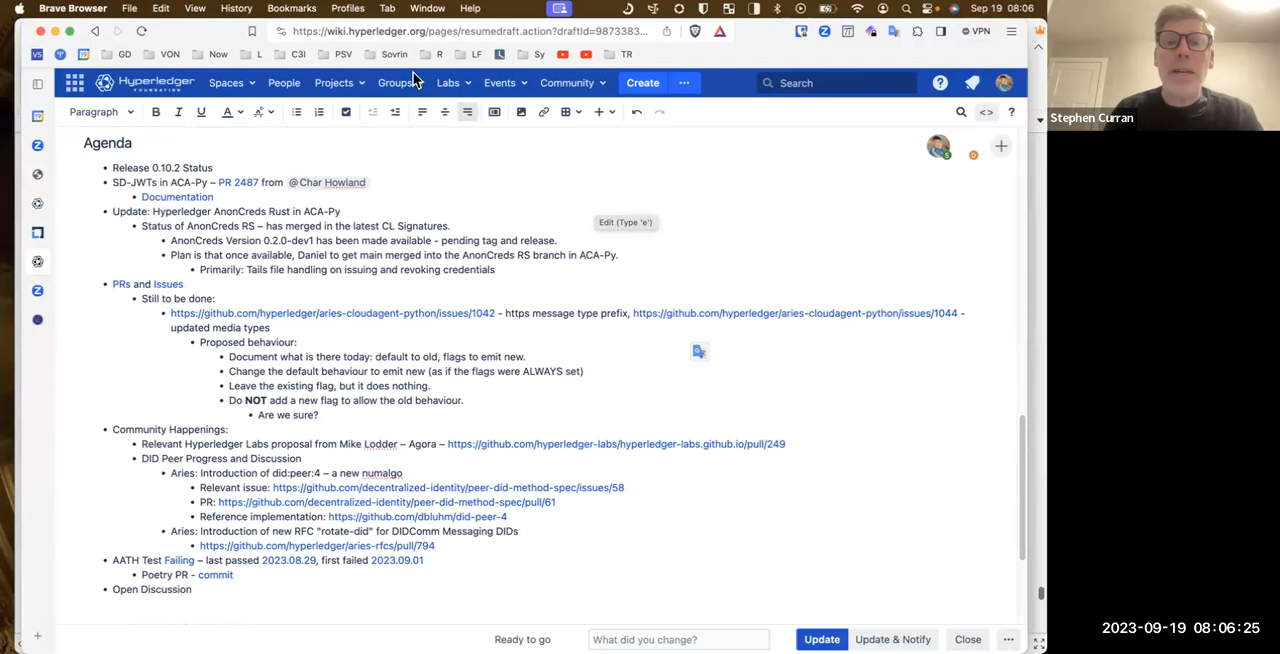 Brave Browser File Edit View History Bookmarks Profiles Tab Window Help Sep 19 08:06
https://wiki.hyperledger.org/pages/resumedraft.action?draftId=9873383... VPN
GD VON Now L C3I PSV Sovrin R LF Sy TR
HYPERLEDGER FOUNDATION Spaces People Projects Groups Labs Events Community Create Search
Paragraph B I U A
Stephen Curran
Agenda
Release 0.10.2 Status
SD-JWTs in ACA-Py – PR 2487 from @Char Howland
Documentation
Update: Hyperledger AnonCreds Rust in ACA-Py
Status of AnonCreds RS – has merged in the latest CL Signatures.
Edit (Type 'e')
AnonCreds Version 0.2.0-dev1 has been made available - pending tag and release.
Plan is that once available, Daniel to get main merged into the AnonCreds RS branch in ACA-Py.
Primarily: Tails file handling on issuing and revoking credentials
PRs and Issues
Still to be done:
https://github.com/hyperledger/aries-cloudagent-python/issues/1042 - https message type prefix, https://github.com/hyperledger/aries-cloudagent-python/issues/1044 -
updated media types
Proposed behaviour:
Document what is there today: default to old, flags to emit new.
Change the default behaviour to emit new (as if the flags were ALWAYS set)
Leave the existing flag, but it does nothing.
Do NOT add a new flag to allow the old behaviour.
Are we sure?
Community Happenings:
Relevant Hyperledger Labs proposal from Mike Lodder – Agora – https://github.com/hyperledger-labs/hyperledger-labs.github.io/pull/249
DID Peer Progress and Discussion
Aries: Introduction of did:peer:4 – a new numalgo
Relevant issue: https://github.com/decentralized-identity/peer-did-method-spec/issues/58
PR: https://github.com/decentralized-identity/peer-did-method-spec/pull/61
Reference implementation: https://github.com/dbluhm/did-peer-4
Aries: Introduction of new RFC "rotate-did" for DIDComm Messaging DIDs
https://github.com/hyperledger/aries-rfcs/pull/794
AATH Test Failing – last passed 2023.08.29, first failed 2023.09.01
Poetry PR - commit
Open Discussion
Ready to go What did you change? Update Update & Notify Close
2023-09-19 08:06:25